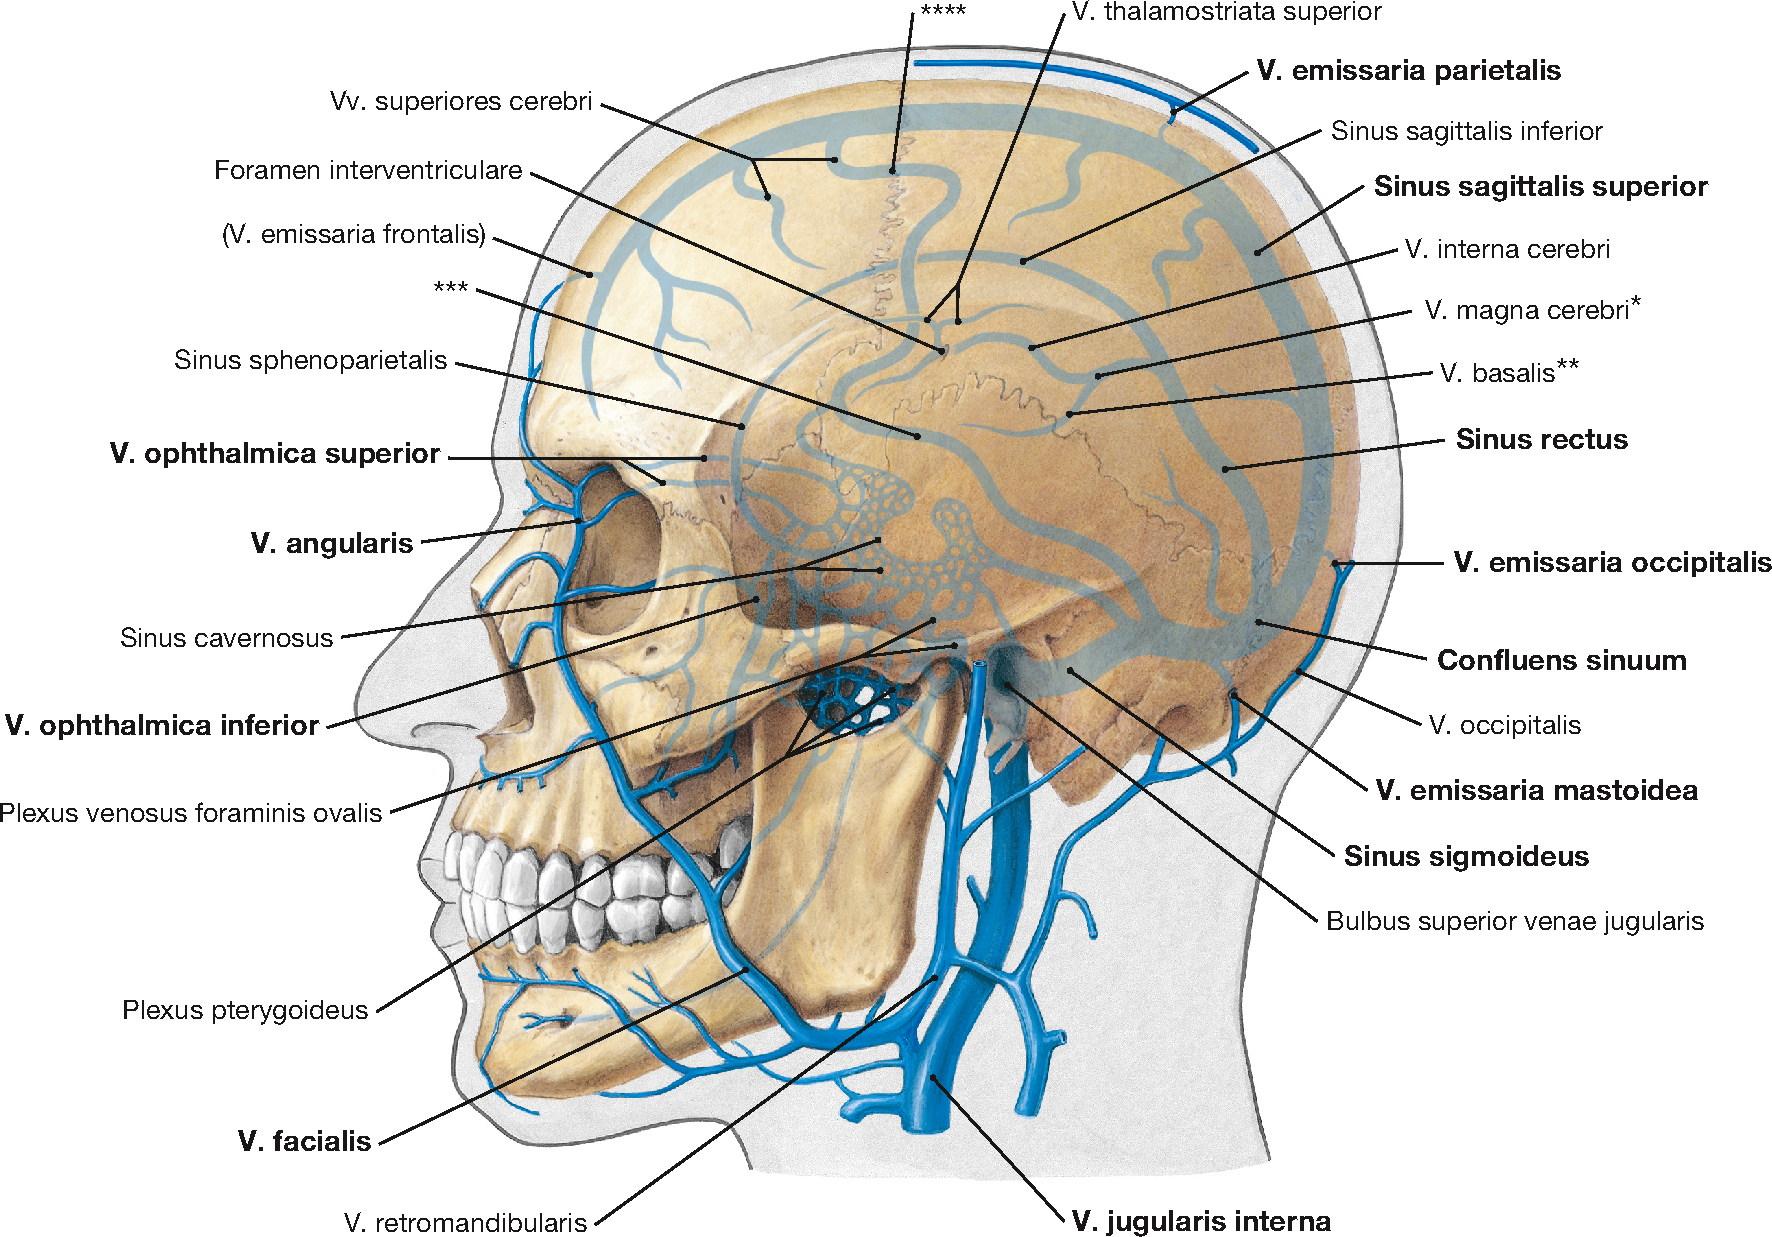 ****
V. thalamostriata superior
V. emissaria parietalis
Vv. superiores cerebri
Sinus sagittalis inferior
Foramen interventriculare
Sinus sagittalis superior
(V. emissaria frontalis)
V. interna cerebri
***
V. magna cerebri*
Sinus sphenoparietalis
V. basalis**
V. ophthalmica superior
Sinus rectus
V. angularis
V. emissaria occipitalis
Sinus cavernosus
Confluens sinuum
V. ophthalmica inferior
V. occipitalis
V. emissaria mastoidea
Plexus venosus foraminis ovalis
Sinus sigmoideus
Bulbus superior venae jugularis
Plexus pterygoideus
V. facialis
V. retromandibularis
V. jugularis interna